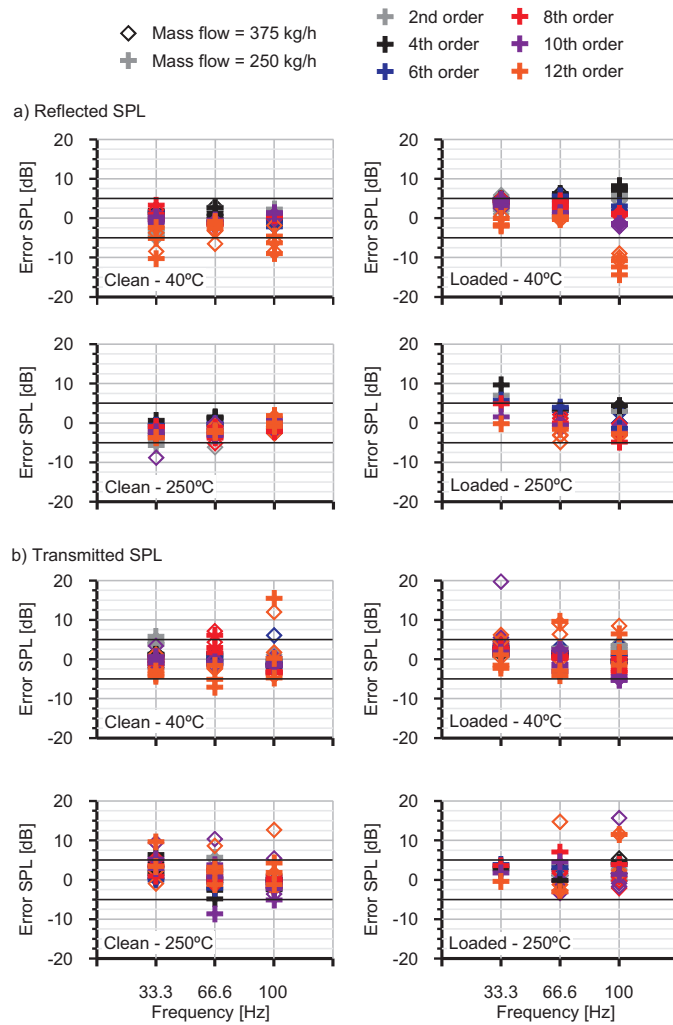 Mass flow = 375 kg/h
Mass flow = 250 kg/h
2nd order
4th order
6th order
8th order
10th order
12th order
a) Reflected SPL
Error SPL [dB]
20
10
0
-10
-20
Clean - 40ºC
Error SPL [dB]
20
10
0
-10
-20
Loaded - 40ºC
Error SPL [dB]
20
10
0
-10
-20
Clean - 250ºC
Error SPL [dB]
20
10
0
-10
-20
Loaded - 250ºC
b) Transmitted SPL
Error SPL [dB]
20
10
0
-10
-20
Clean - 40ºC
Error SPL [dB]
20
10
0
-10
-20
Loaded - 40ºC
Error SPL [dB]
20
10
0
-10
-20
Clean - 250ºC
33.3 66.6 100
Frequency [Hz]
Error SPL [dB]
20
10
0
-10
-20
Loaded - 250ºC
33.3 66.6 100
Frequency [Hz]